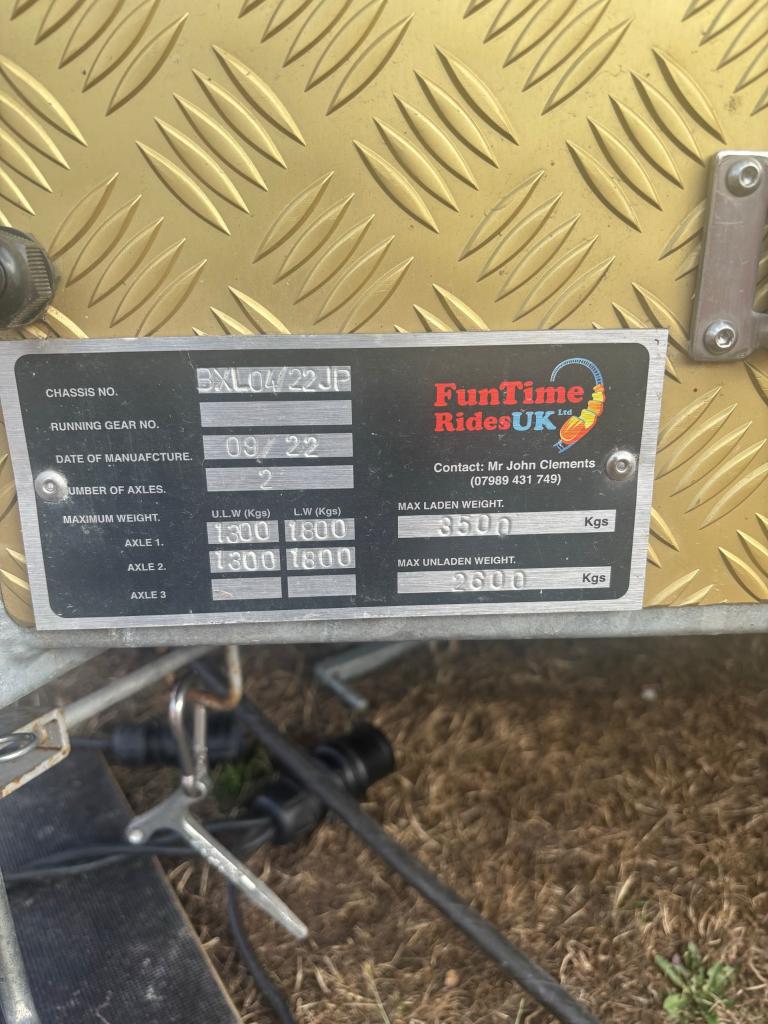 CHASSIS NO. BXL04/22JP
RUNNING GEAR NO.
DATE OF MANUAFCTURE. 09/22
NUMBER OF AXLES. 2
MAXIMUM WEIGHT. U.L.W (Kgs) L.W (Kgs)
AXLE 1. 1300 1800
AXLE 2. 1300 1800
AXLE 3
FunTime
RidesUK Ltd
Contact: Mr John Clements
(07989 431 749)
MAX LADEN WEIGHT.
3500 Kgs
MAX UNLADEN WEIGHT.
2600 Kgs